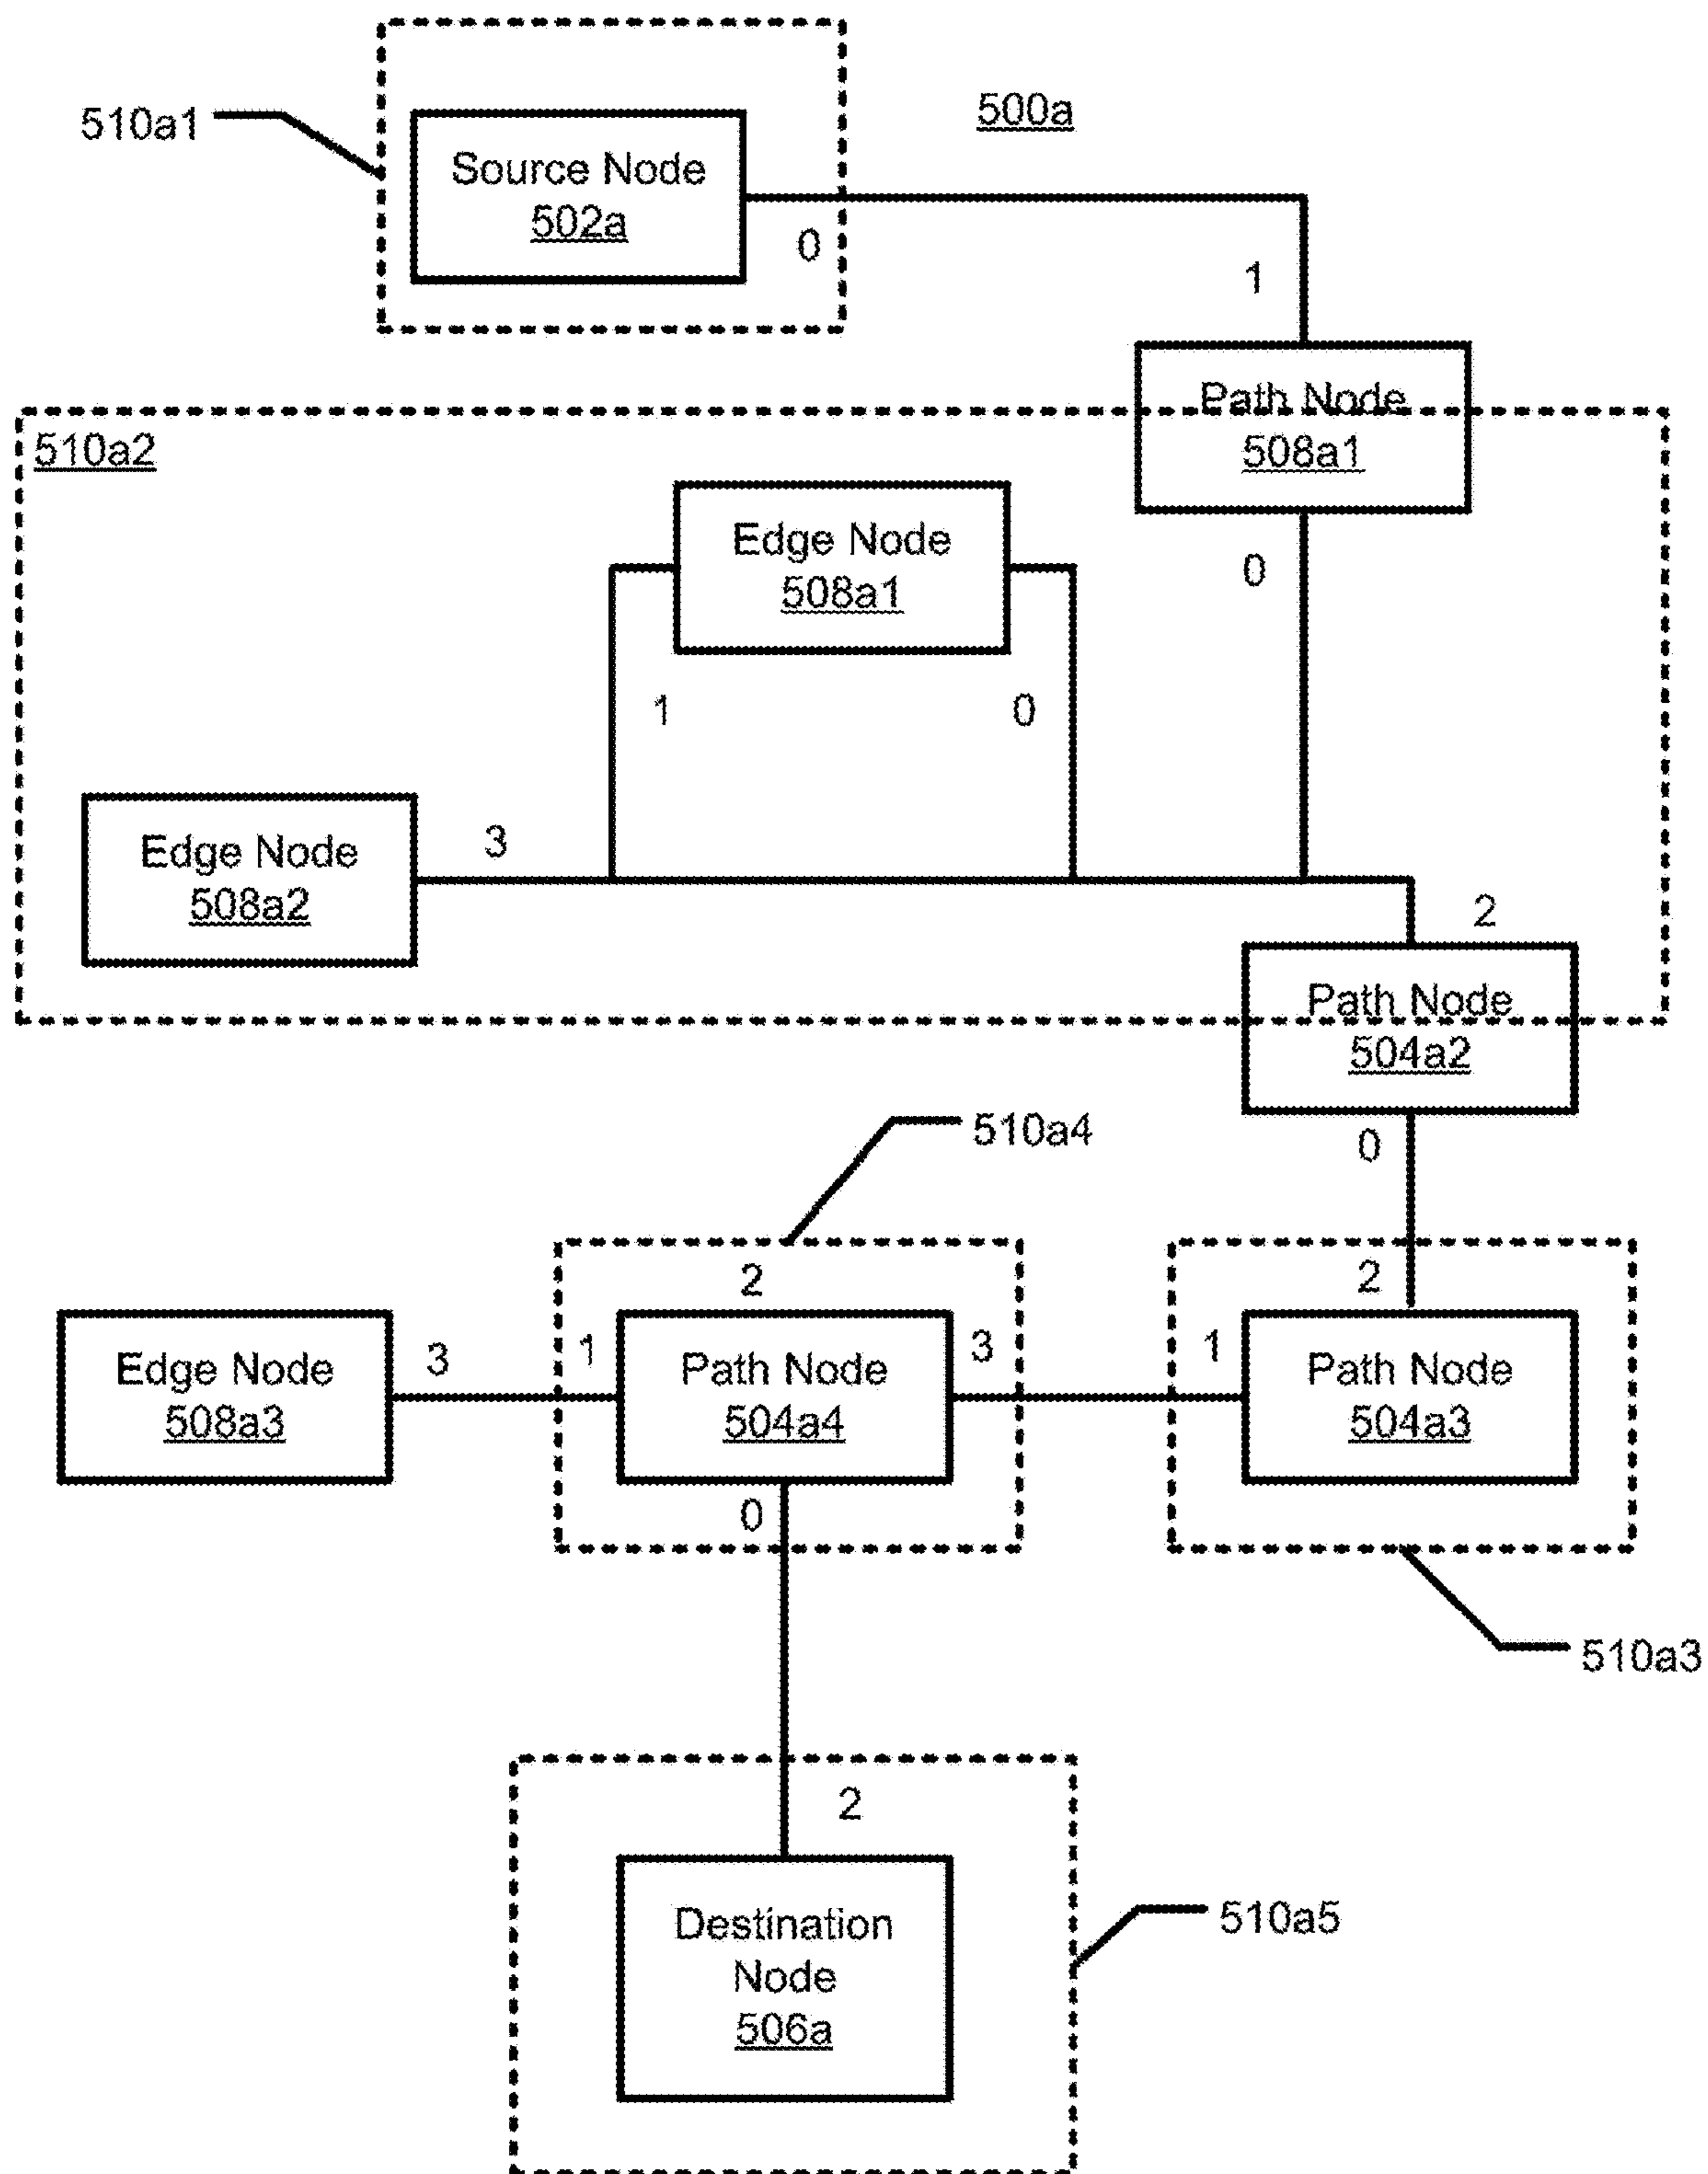 500a
510a1
Source Node
502a
0
1
Path Node
508a1
510a2
Edge Node
508a1
0
1
0
Edge Node
508a2
3
2
Path Node
504a2
0
510a4
2
2
Edge Node
508a3
3
1
Path Node
504a4
3
1
Path Node
504a3
0
510a3
2
Destination
Node
506a
510a5